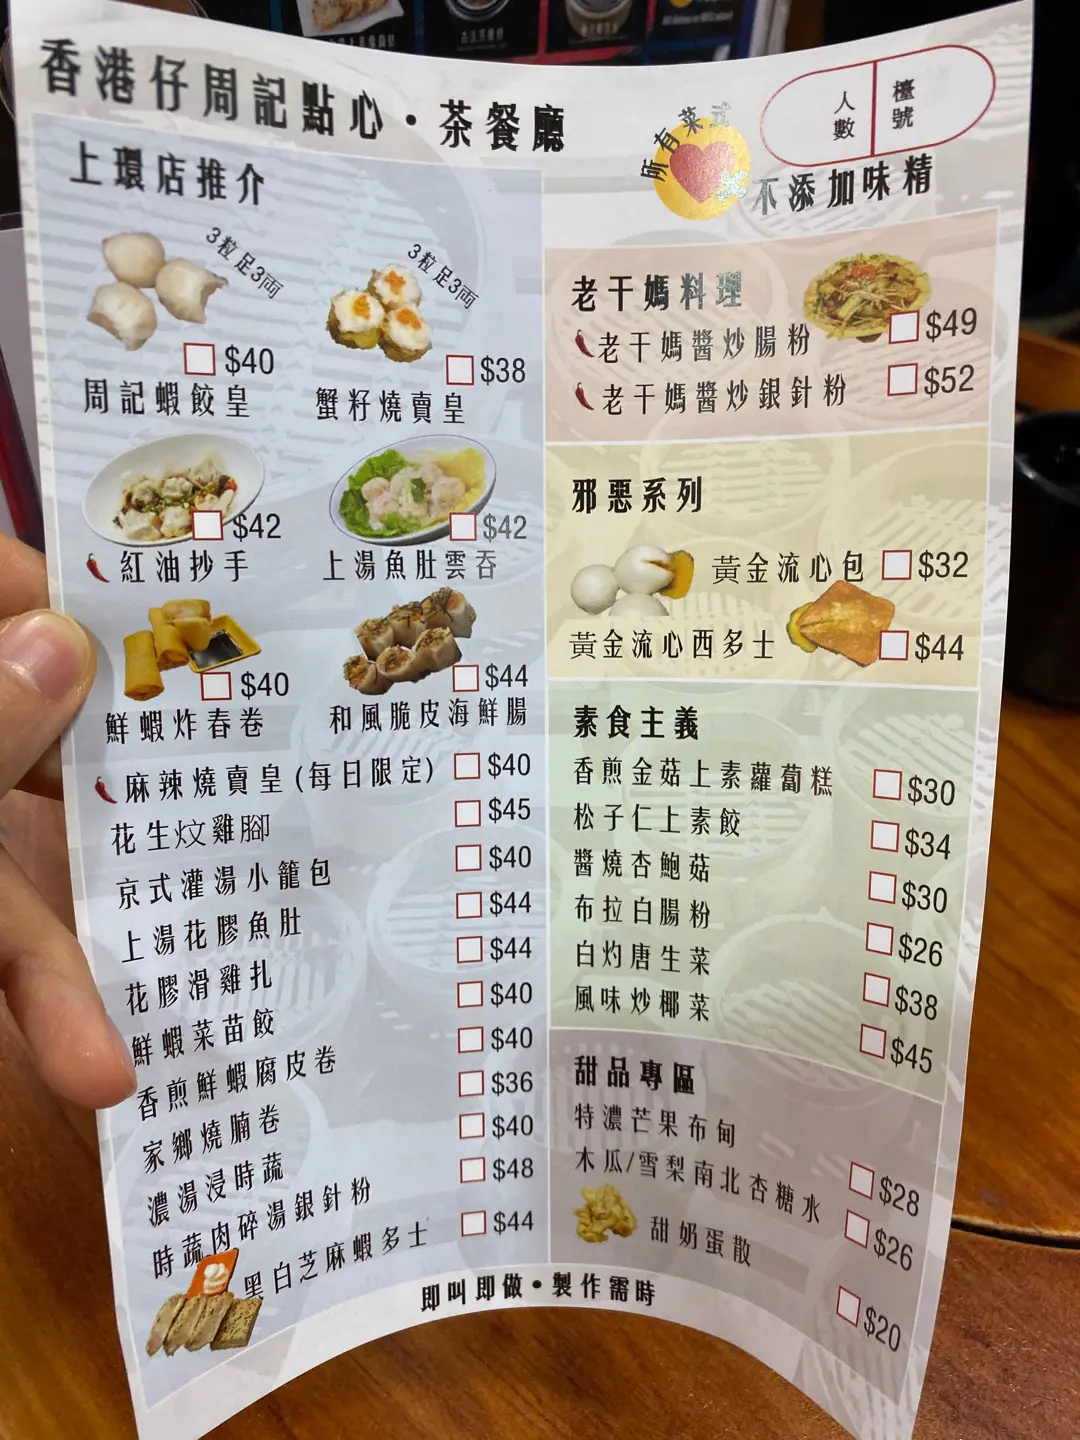 香港仔周記點心・茶餐廳
人數
檯號
所有菜式
不添加味精
上環店推介
3粒足3両
$40
周記蝦餃皇
3粒足3両
$38
蟹籽燒賣皇
$42
紅油抄手
$42
上湯魚肚雲吞
$40
鮮蝦炸春卷
$44
和風脆皮海鮮腸
麻辣燒賣皇(每日限定) $40
花生炆雞腳 $45
京式灌湯小籠包 $40
上湯花膠魚肚 $44
花膠滑雞扎 $44
鮮蝦菜苗餃 $40
香煎鮮蝦腐皮卷 $40
家鄉燒腩卷 $36
濃湯浸時蔬 $40
時蔬肉碎湯銀針粉 $48
黑白芝麻蝦多士 $44
老干媽料理
老干媽醬炒腸粉 $49
老干媽醬炒銀針粉 $52
邪惡系列
黃金流心包 $32
黃金流心西多士 $44
素食主義
香煎金菇上素蘿蔔糕 $30
松子仁上素餃 $34
醬燒杏鮑菇 $30
布拉白腸粉 $26
白灼唐生菜 $38
風味炒椰菜 $45
甜品專區
特濃芒果布甸 $28
木瓜/雪梨南北杏糖水 $26
甜奶蛋散 $20
即叫即做・製作需時